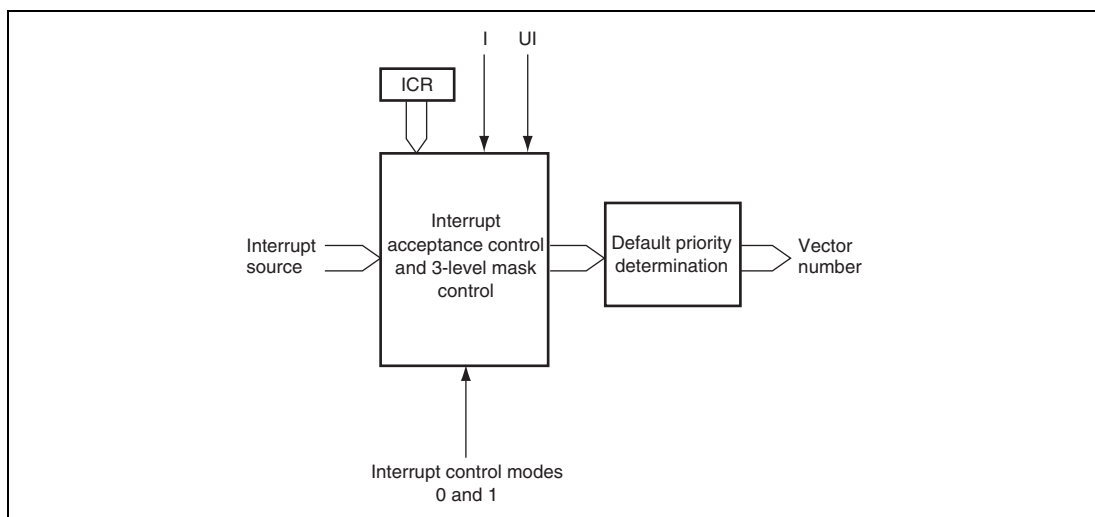 I UI
ICR
Interrupt
source
Interrupt
acceptance control
and 3-level mask
control
Default priority
determination
Vector
number
Interrupt control modes
0 and 1